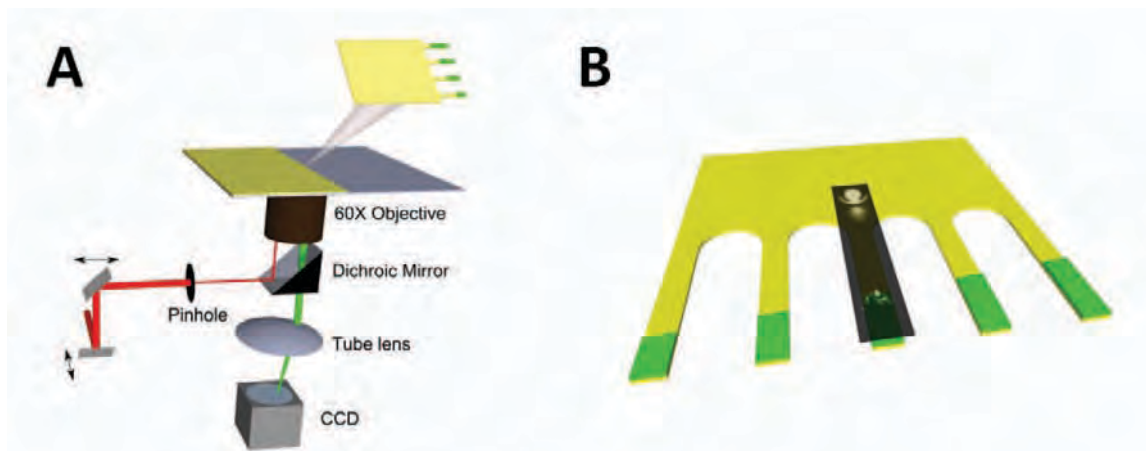 A
B
60X Objective
Dichroic Mirror
Pinhole
Tube lens
CCD